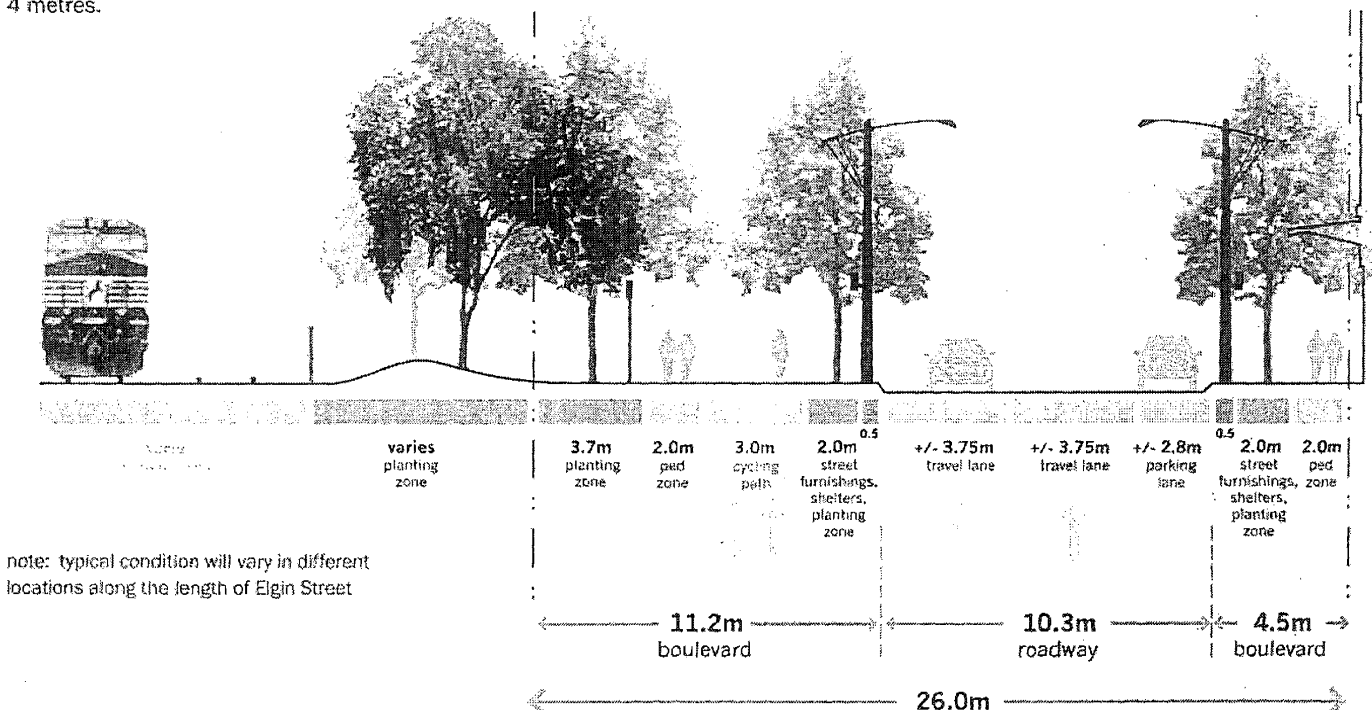 4 metres.
varies
planting
zone
3.7m
planting
zone
2.0m
ped
zone
3.0m
cycling
path
2.0m
street
furnishings,
shelters,
planting
zone
0.5
+/- 3.75m
travel lane
+/- 3.75m
travel lane
+/- 2.8m
parking
lane
0.5
2.0m
street
furnishings,
shelters,
planting
zone
2.0m
ped
zone
note: typical condition will vary in different
locations along the length of Elgin Street
11.2m
boulevard
10.3m
roadway
4.5m
boulevard
26.0m